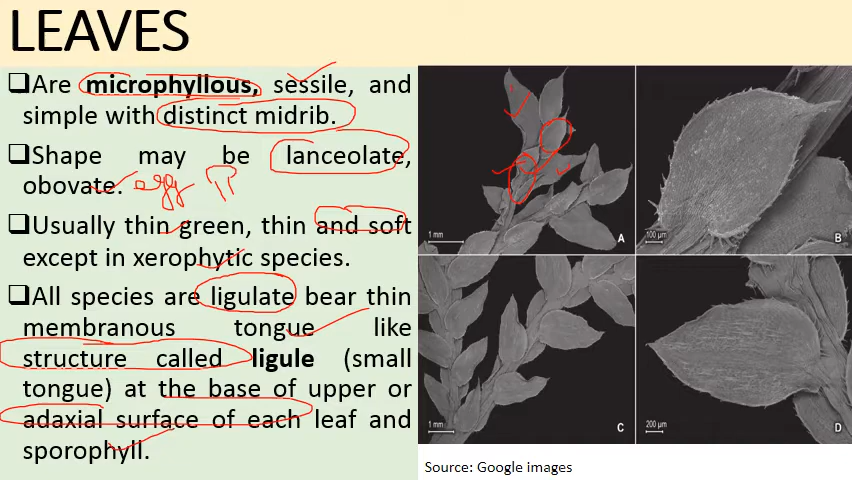 LEAVES
❑Are microphyllous, sessile, and
simple with distinct midrib.
❑Shape may be lanceolate,
obovate. egg
❑Usually thin green, thin and soft
except in xerophytic species.
❑All species are ligulate bear thin
membranous tongue like
structure called ligule (small
tongue) at the base of upper or
adaxial surface of each leaf and
sporophyll.
1 mm
A
100 µm
B
1 mm
C
200 µm
D
Source: Google images